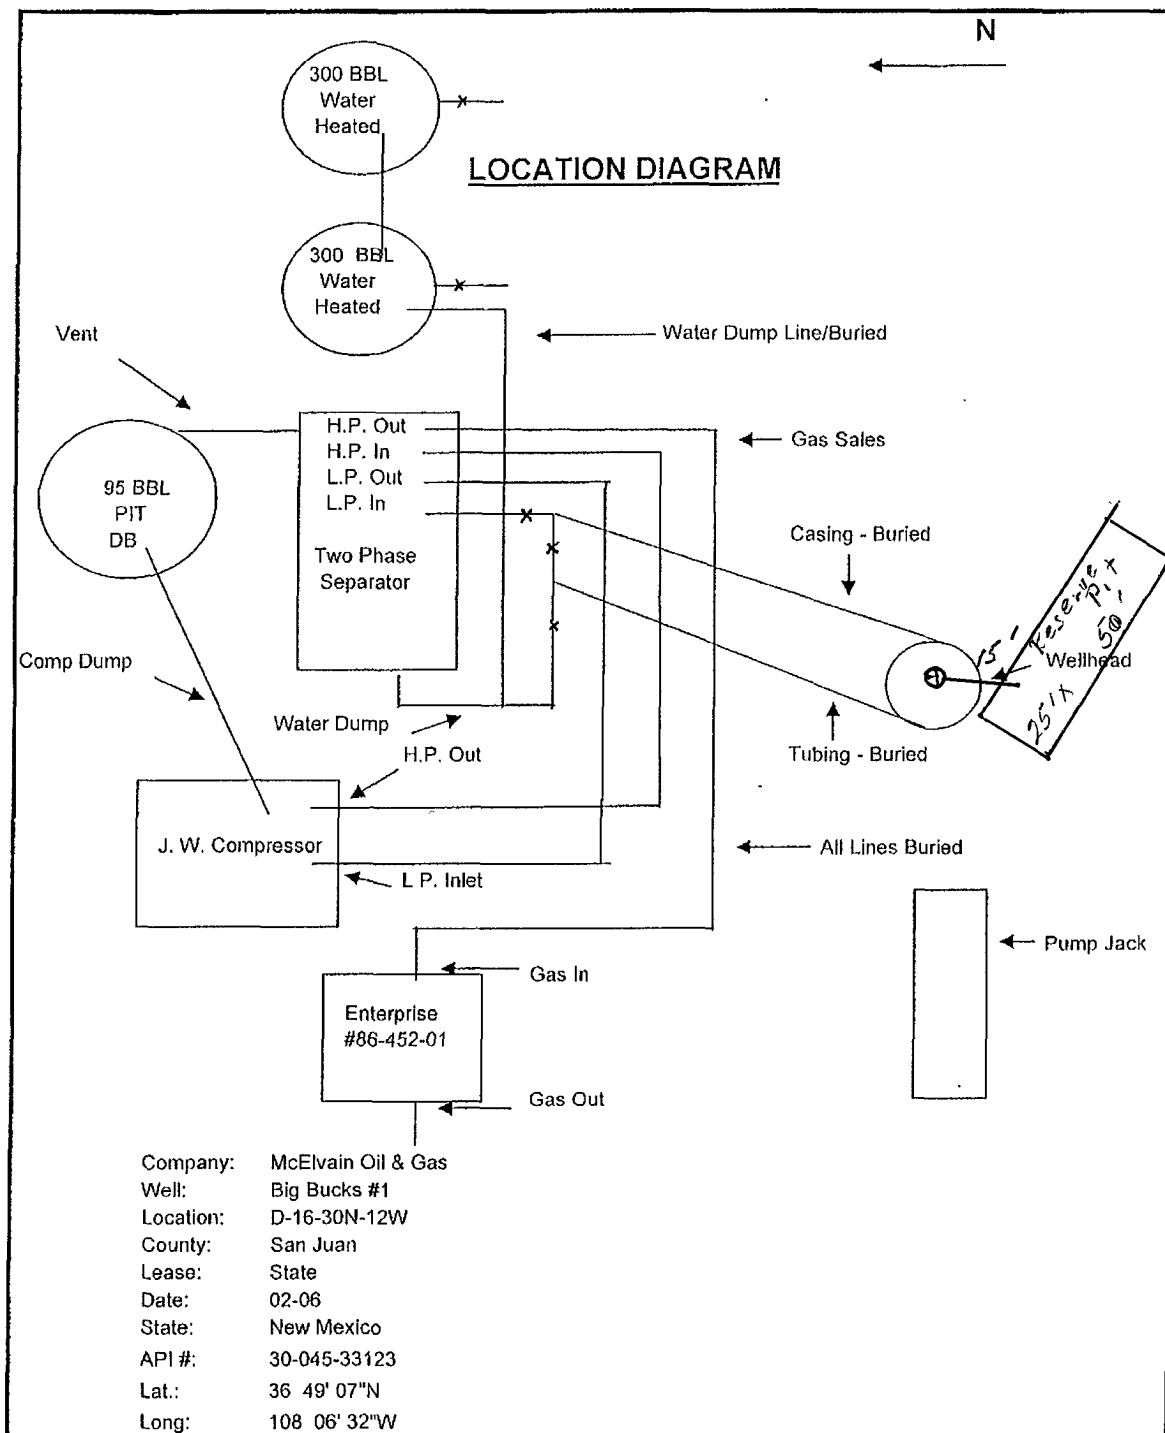 N
300 BBL
Water
Heated
LOCATION DIAGRAM
300 BBL
Water
Heated
Water Dump Line/Buried
Vent
H.P. Out
H.P. In
L.P. Out
L.P. In
Two Phase
Separator
Gas Sales
95 BBL
PIT
DB
Casing - Buried
Reserve
Pit
25' x 50'
15'
Wellhead
Comp Dump
Water Dump
H.P. Out
Tubing - Buried
J. W. Compressor
All Lines Buried
L P. Inlet
Pump Jack
Gas In
Enterprise
#86-452-01
Gas Out
Company: McElvain Oil & Gas
Well: Big Bucks #1
Location: D-16-30N-12W
County: San Juan
Lease: State
Date: 02-06
State: New Mexico
API #: 30-045-33123
Lat.: 36 49' 07"N
Long: 108 06' 32"W